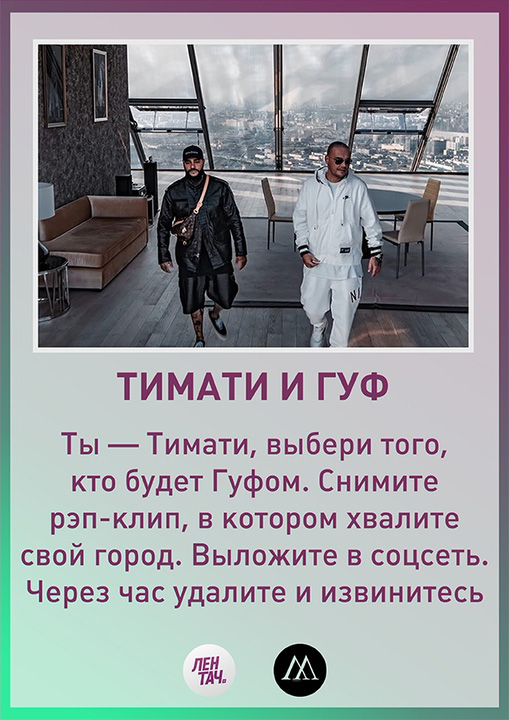 ТИМАТИ И ГУФ
Ты — Тимати, выбери того,
кто будет Гуфом. Снимите
рэп-клип, в котором хвалите
свой город. Выложите в соцсеть.
Через час удалите и извинитесь
ЛЕН
ТАЧ.